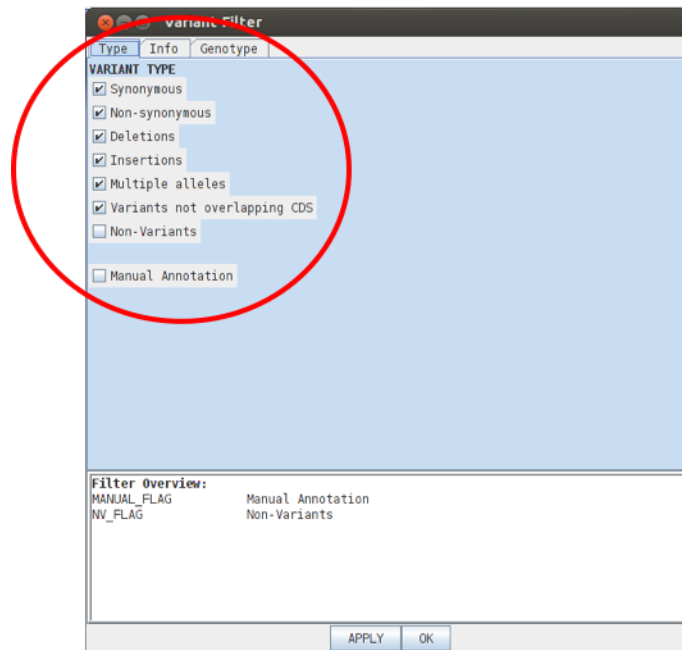 Variant Filter
Type Info Genotype
VARIANT TYPE
Synonymous
Non-synonymous
Deletions
Insertions
Multiple alleles
Variants not overlapping CDS
Non-Variants
Manual Annotation
Filter Overview:
MANUAL_FLAG Manual Annotation
NV_FLAG Non-Variants
APPLY OK